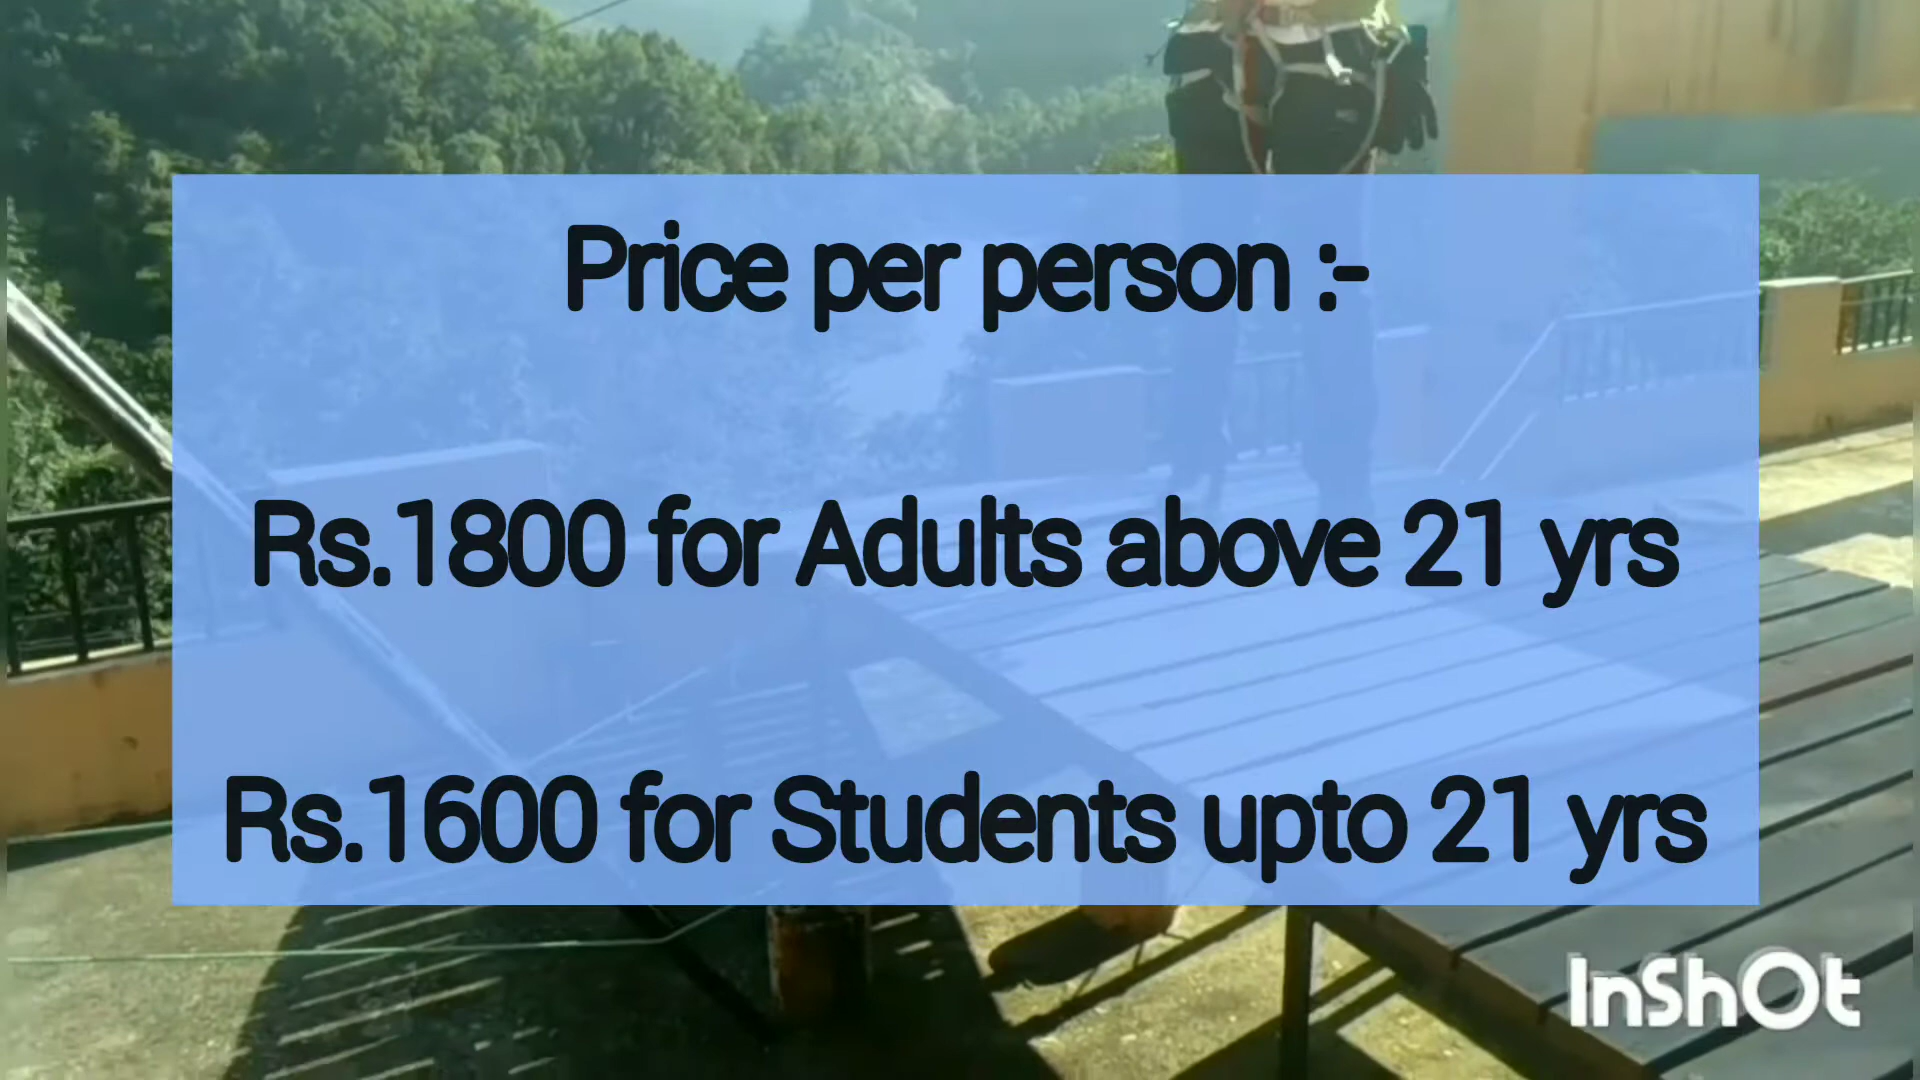 Price per person :-
Rs.1800 for Adults above 21 yrs
Rs.1600 for Students upto 21 yrs
InShOt